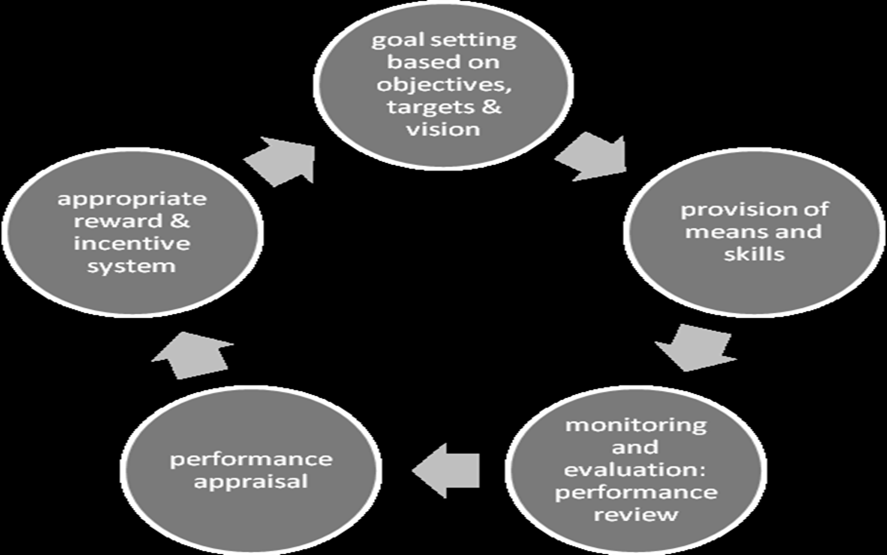 goal setting
based on
objectives,
targets &
vision
provision of
means and
skills
monitoring
and
evaluation:
performance
review
performance
appraisal
appropriate
reward &
incentive
system